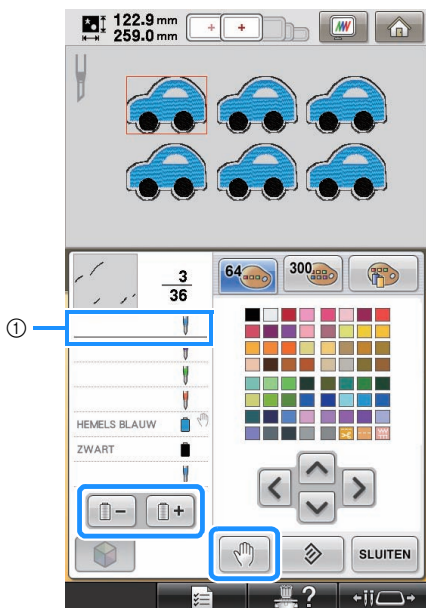 122.9 mm
259.0 mm
3
36
64
300
①
HEMELS BLAUW
ZWART
SLUITEN
?